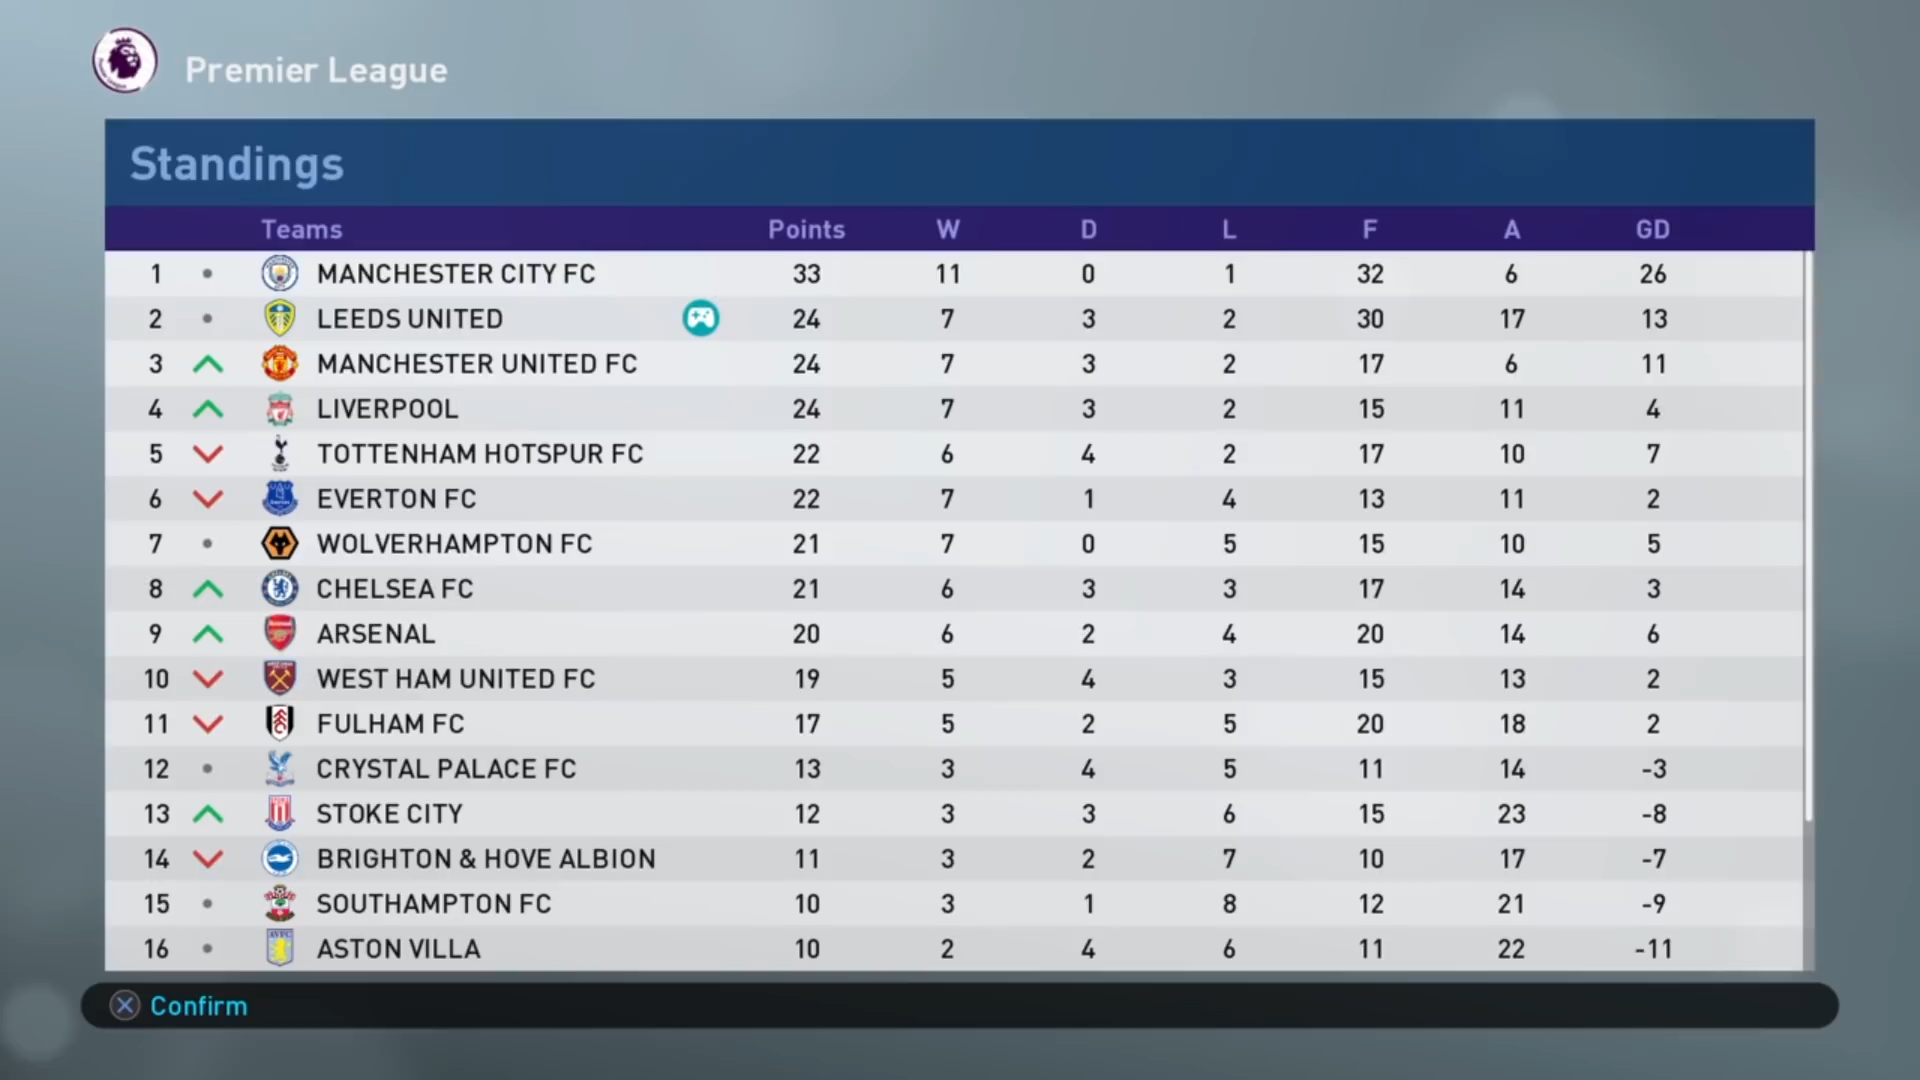 Premier League
Standings
Teams Points W D L F A GD
1 MANCHESTER CITY FC 33 11 0 1 32 6 26
2 LEEDS UNITED 24 7 3 2 30 17 13
3 MANCHESTER UNITED FC 24 7 3 2 17 6 11
4 LIVERPOOL 24 7 3 2 15 11 4
5 TOTTENHAM HOTSPUR FC 22 6 4 2 17 10 7
6 EVERTON FC 22 7 1 4 13 11 2
7 WOLVERHAMPTON FC 21 7 0 5 15 10 5
8 CHELSEA FC 21 6 3 3 17 14 3
9 ARSENAL 20 6 2 4 20 14 6
10 WEST HAM UNITED FC 19 5 4 3 15 13 2
11 FULHAM FC 17 5 2 5 20 18 2
12 CRYSTAL PALACE FC 13 3 4 5 11 14 -3
13 STOKE CITY 12 3 3 6 15 23 -8
14 BRIGHTON & HOVE ALBION 11 3 2 7 10 17 -7
15 SOUTHAMPTON FC 10 3 1 8 12 21 -9
16 ASTON VILLA 10 2 4 6 11 22 -11
Confirm